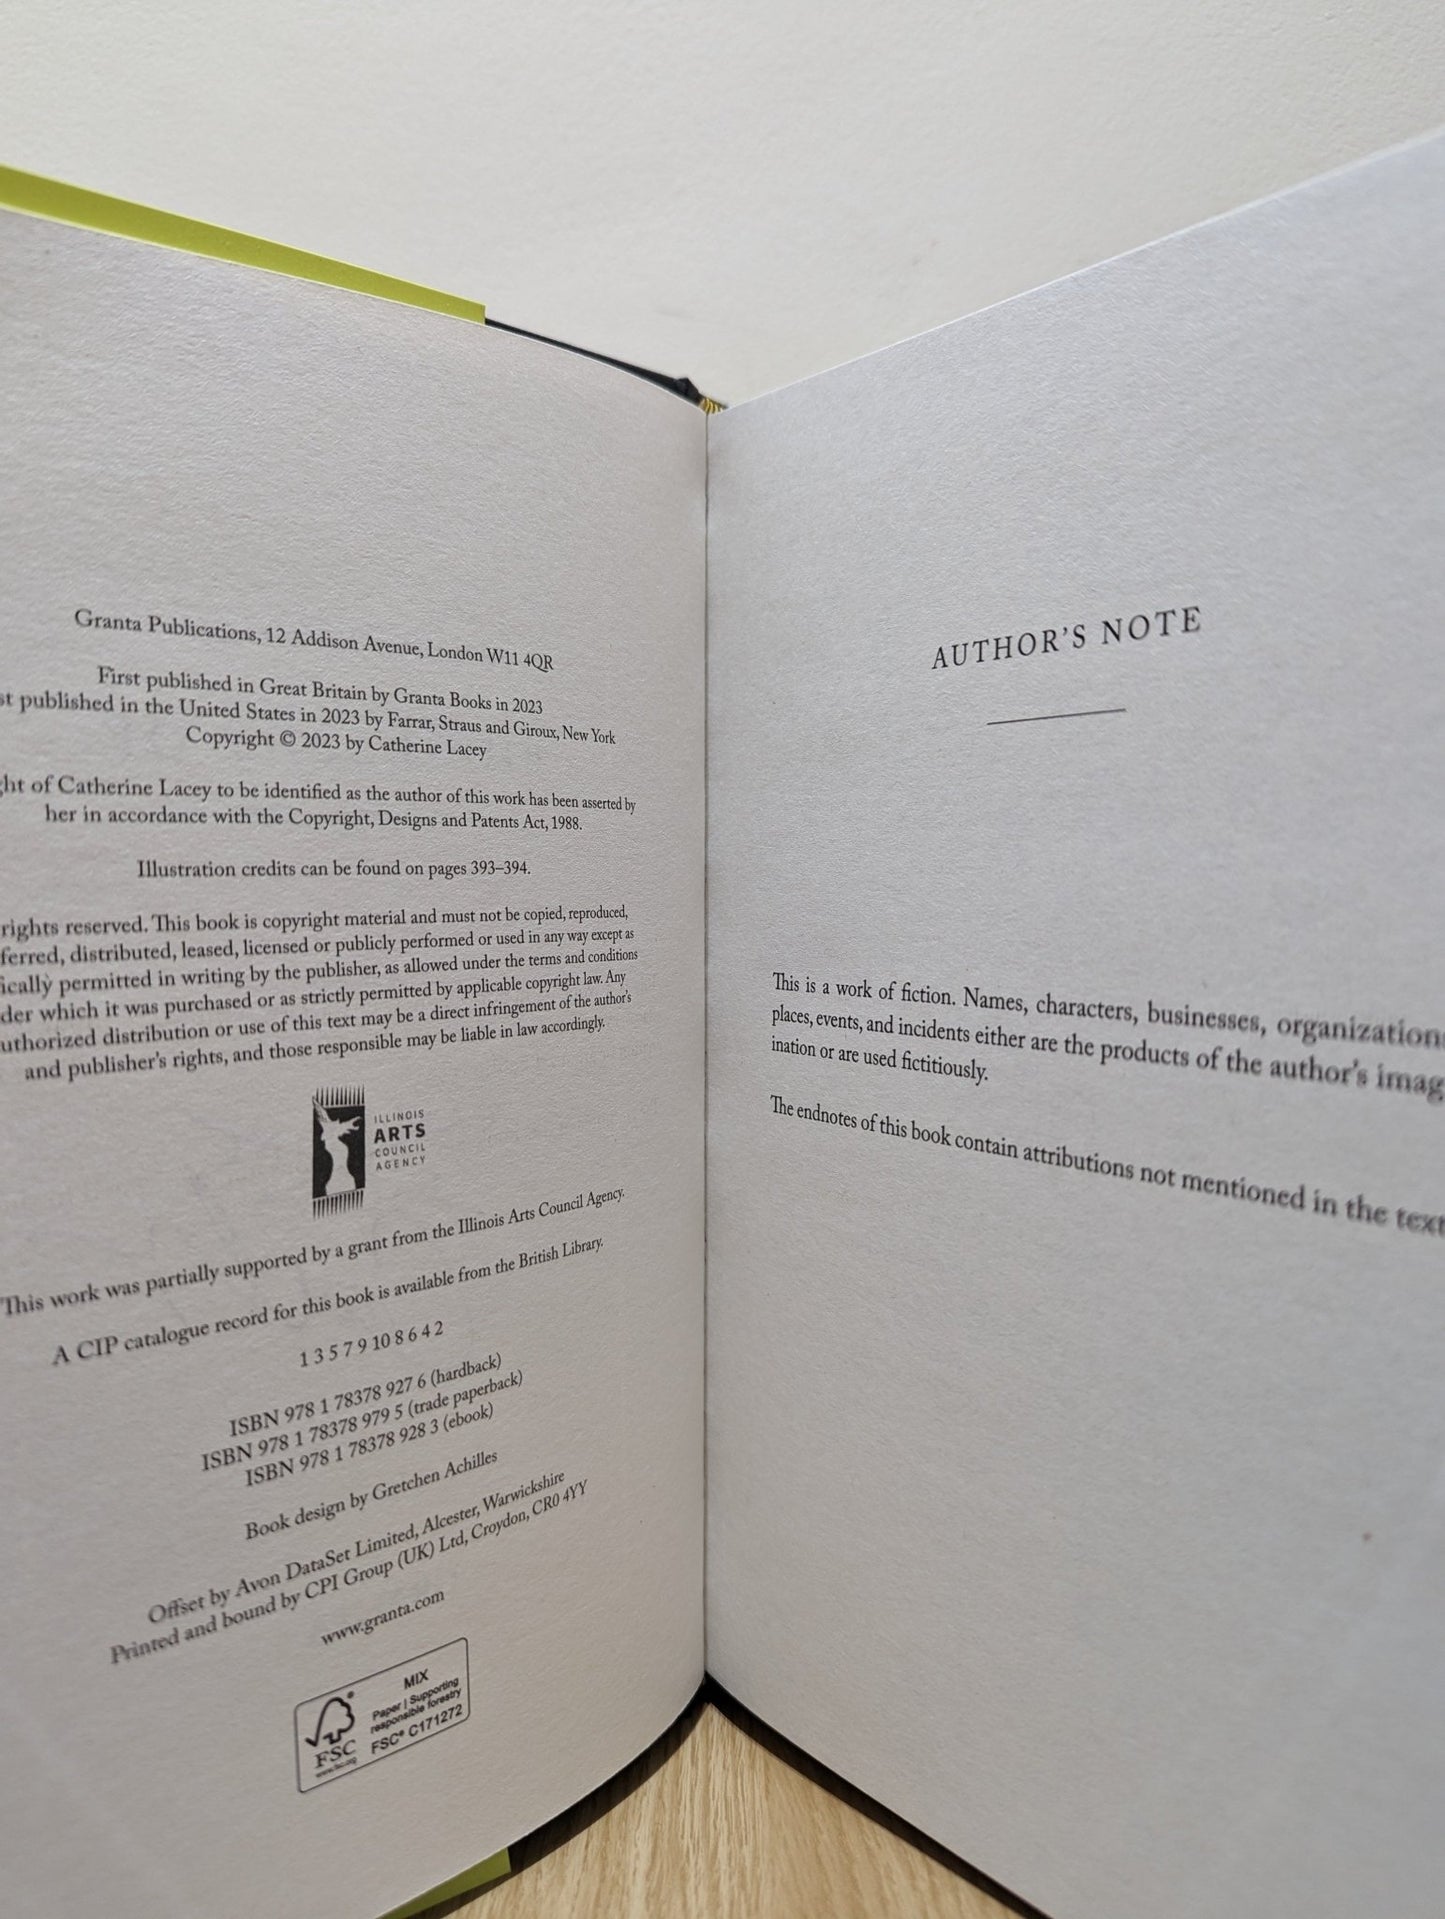 Granta Publications, 12 Addison Avenue, London W11 4QR
First published in Great Britain by Granta Books in 2023
published in the United States in 2023 by Farrar, Straus and Giroux, New York
Copyright © 2023 by Catherine Lacey
of Catherine Lacey to be identified as the author of this work has been asserted by
her in accordance with the Copyright, Designs and Patents Act, 1988.
Illustration credits can be found on pages 393–394.
rights reserved. This book is copyright material and must not be copied, reproduced,
distributed, leased, licensed or publicly performed or used in any way except as
permitted in writing by the publisher, as allowed under the terms and conditions
which it was purchased or as strictly permitted by applicable copyright law. Any
distribution or use of this text may be a direct infringement of the author's
and publisher's rights, and those responsible may be liable in law accordingly.
ILLINOIS
ARTS
COUNCIL
AGENCY
This work was partially supported by a grant from the Illinois Arts Council Agency.
A CIP catalogue record for this book is available from the British Library.
1 3 5 7 9 10 8 6 4 2
ISBN 978 1 78378 927 6 (hardback)
ISBN 978 1 78378 979 5 (trade paperback)
ISBN 978 1 78378 928 3 (ebook)
Book design by Gretchen Achilles
Offset by Avon DataSet Limited, Alcester, Warwickshire
Printed and bound by CPI Group (UK) Ltd, Croydon, CR0 4YY
www.granta.com
MIX
Paper | Supporting
responsible forestry
FSC® C171272
FSC
www.fsc.org
AUTHOR'S NOTE
This is a work of fiction. Names, characters, businesses, organizations
places, events, and incidents either are the products of the author's imag
ination or are used fictitiously.
The endnotes of this book contain attributions not mentioned in the text